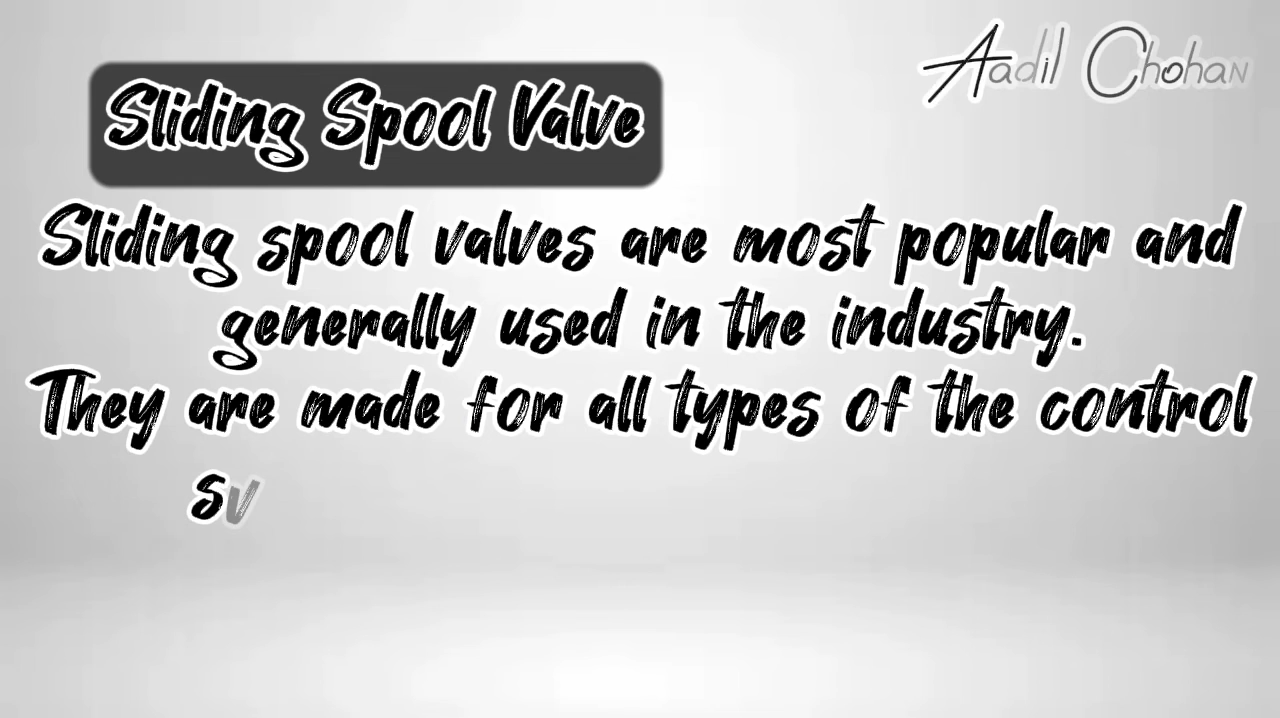 Aadil Chohan
Sliding Spool Valve
Sliding spool valves are most popular and
generally used in the industry.
They are made for all types of the control